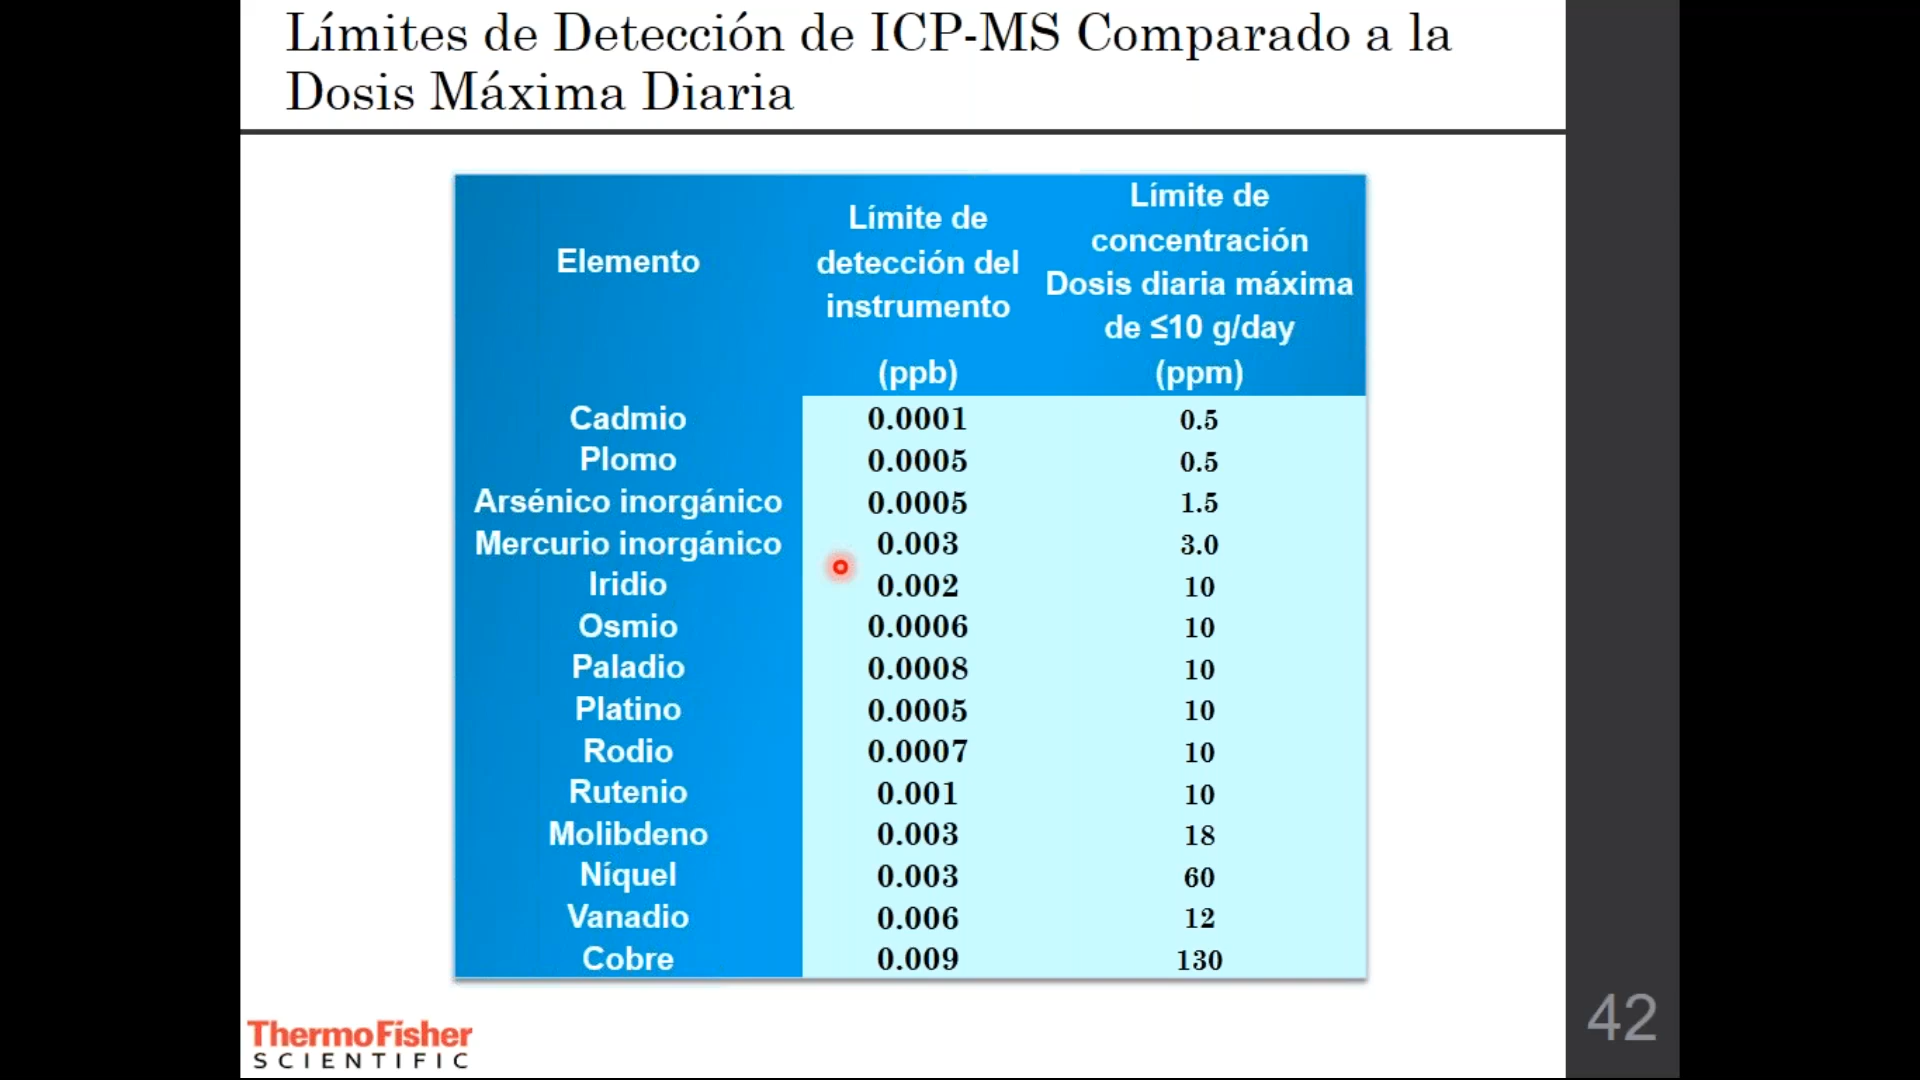 Límites de Detección de ICP-MS Comparado a la
Dosis Máxima Diaria
Elemento
Límite de
detección del
instrumento
(ppb)
Límite de
concentración
Dosis diaria máxima
de ≤10 g/day
(ppm)
Cadmio 0.0001 0.5
Plomo 0.0005 0.5
Arsénico inorgánico 0.0005 1.5
Mercurio inorgánico 0.003 3.0
Iridio 0.002 10
Osmio 0.0006 10
Paladio 0.0008 10
Platino 0.0005 10
Rodio 0.0007 10
Rutenio 0.001 10
Molibdeno 0.003 18
Níquel 0.003 60
Vanadio 0.006 12
Cobre 0.009 130
ThermoFisher
SCIENTIFIC
42